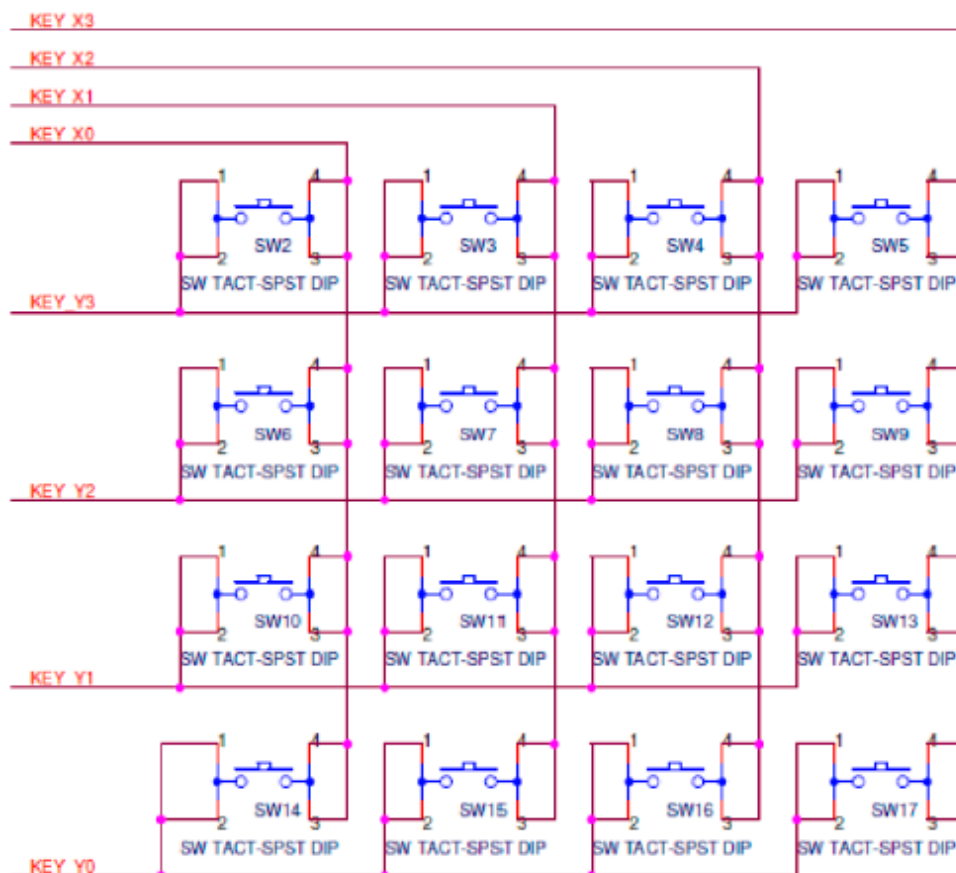 KEY X3
KEY X2
KEY X1
KEY X0
1 4 1 4 1 4 1 4
SW2 SW3 SW4 SW5
2 3 2 3 2 3 2 3
SW TACT-SPST DIP SW TACT-SPST DIP SW TACT-SPST DIP SW TACT-SPST DIP
KEY_Y3
1 4 1 4 1 4 1 4
SW6 SW7 SW8 SW9
2 3 2 3 2 3 2 3
SW TACT-SPST DIP SW TACT-SPST DIP SW TACT-SPST DIP SW TACT-SPST DIP
KEY Y2
1 4 1 4 1 4 1 4
SW10 SW11 SW12 SW13
2 3 2 3 2 3 2 3
SW TACT-SPST DIP SW TACT-SPST DIP SW TACT-SPST DIP SW TACT-SPST DIP
KEY Y1
1 4 1 4 1 4 1 4
SW14 SW15 SW16 SW17
2 3 2 3 2 3 2 3
SW TACT-SPST DIP SW TACT-SPST DIP SW TACT-SPST DIP SW TACT-SPST DIP
KEY Y0